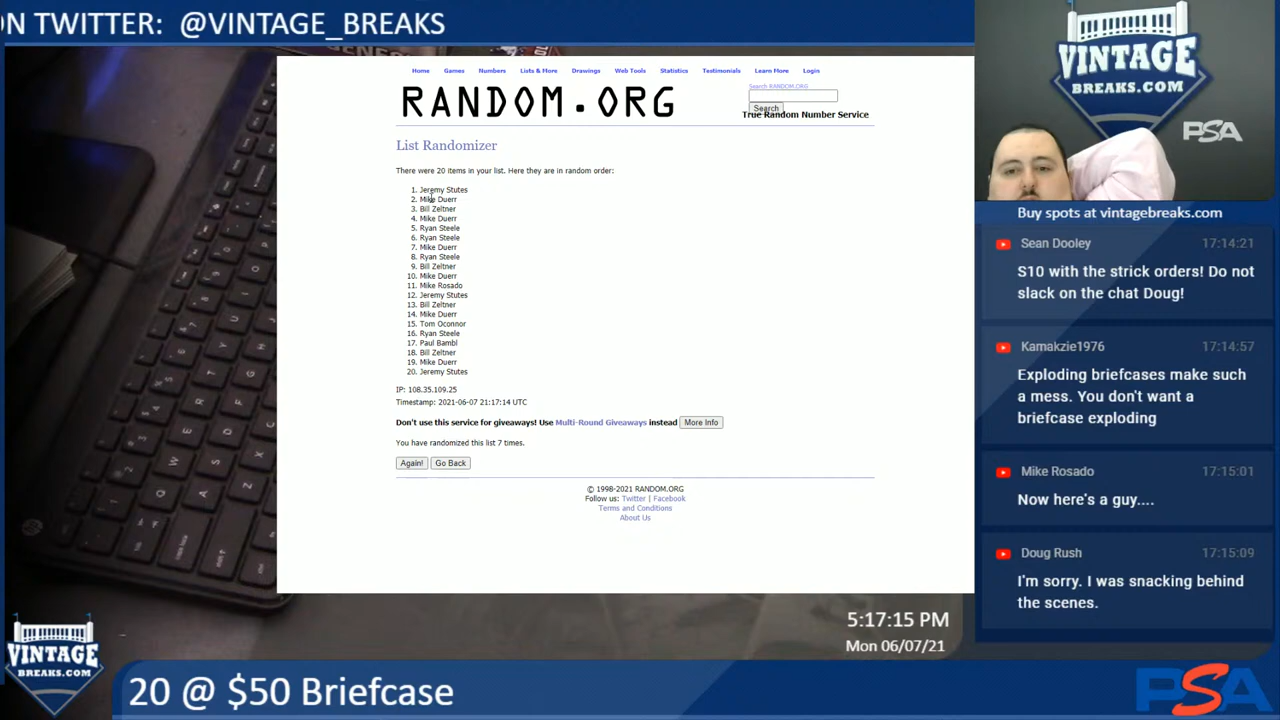 ON TWITTER: @VINTAGE_BREAKS
Home Games Numbers Lists & More Drawings Web Tools Statistics Testimonials Learn More Login
RANDOM.ORG
Search RANDOM.ORG
Search
True Random Number Service
List Randomizer
There were 20 items in your list. Here they are in random order:
1. Jeremy Stutes
2. Mike Duerr
3. Bill Zeltner
4. Mike Duerr
5. Ryan Steele
6. Ryan Steele
7. Mike Duerr
8. Ryan Steele
9. Bill Zeltner
10. Mike Duerr
11. Mike Rosado
12. Jeremy Stutes
13. Bill Zeltner
14. Mike Duerr
15. Tom Oconnor
16. Ryan Steele
17. Paul Bambl
18. Bill Zeltner
19. Mike Duerr
20. Jeremy Stutes
IP: 108.35.109.25
Timestamp: 2021-06-07 21:17:14 UTC
Don't use this service for giveaways! Use Multi-Round Giveaways instead More Info
You have randomized this list 7 times.
Again! Go Back
© 1998-2021 RANDOM.ORG
Follow us: Twitter | Facebook
Terms and Conditions
About Us
VINTAGE
BREAKS.COM
PSA
Buy spots at vintagebreaks.com
Sean Dooley 17:14:21
S10 with the strick orders! Do not
slack on the chat Doug!
Kamakzie1976 17:14:57
Exploding briefcases make such
a mess. You don't want a
briefcase exploding
Mike Rosado 17:15:01
Now here's a guy....
Doug Rush 17:15:09
I'm sorry. I was snacking behind
the scenes.
5:17:15 PM
Mon 06/07/21
VINTAGE
BREAKS.COM
20 @ $50 Briefcase
PSA